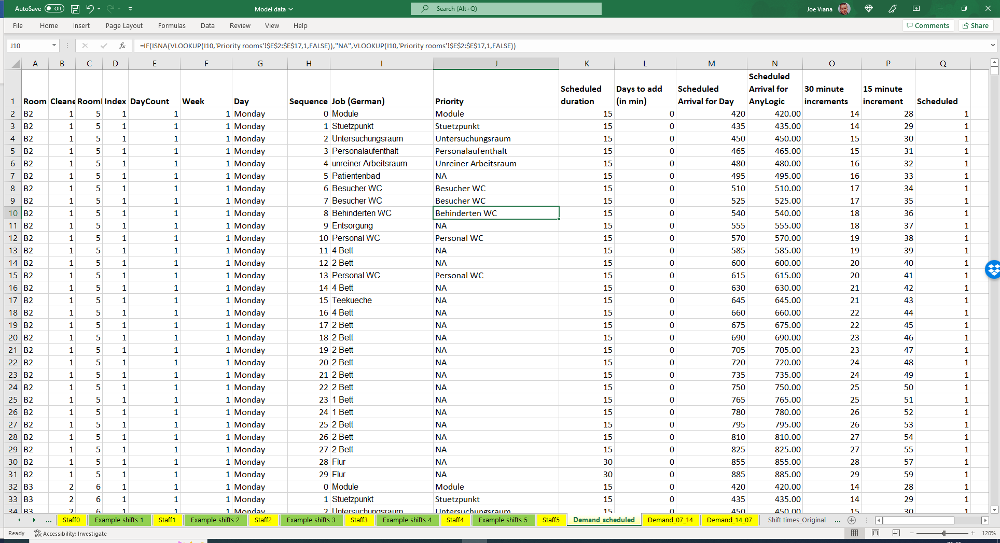 AutoSave Off Model data Search (Alt+Q) Joe Viana
File Home Insert Page Layout Formulas Data Review View Help Comments Share
J10 fx =IF(ISNA(VLOOKUP(I10,'Priority rooms'!$E$2:$E$17,1,FALSE)),"NA",VLOOKUP(I10,'Priority rooms'!$E$2:$E$17,1,FALSE))
A B C D E F G H I J K L M N O P Q
1 Room Cleane Room Index DayCount Week Day Sequence Job (German) Priority Scheduled duration Days to add (in min) Scheduled Arrival for Day Scheduled Arrival for AnyLogic 30 minute increments 15 minute increment Scheduled
2 B2 1 5 1 1 1 Monday 0 Module Module 15 0 420 420.00 14 28 1
3 B2 1 5 1 1 1 Monday 1 Stuetzpunkt Stuetzpunkt 15 0 435 435.00 14 29 1
4 B2 1 5 1 1 1 Monday 2 Untersuchungsraum Untersuchungsraum 15 0 450 450.00 15 30 1
5 B2 1 5 1 1 1 Monday 3 Personalaufenthalt Personalaufenthalt 15 0 465 465.00 15 31 1
6 B2 1 5 1 1 1 Monday 4 unreiner Arbeitsraum Unreiner Arbeitsraum 15 0 480 480.00 16 32 1
7 B2 1 5 1 1 1 Monday 5 Patientenbad NA 15 0 495 495.00 16 33 1
8 B2 1 5 1 1 1 Monday 6 Besucher WC Besucher WC 15 0 510 510.00 17 34 1
9 B2 1 5 1 1 1 Monday 7 Besucher WC Besucher WC 15 0 525 525.00 17 35 1
10 B2 1 5 1 1 1 Monday 8 Behinderten WC Behinderten WC 15 0 540 540.00 18 36 1
11 B2 1 5 1 1 1 Monday 9 Entsorgung NA 15 0 555 555.00 18 37 1
12 B2 1 5 1 1 1 Monday 10 Personal WC Personal WC 15 0 570 570.00 19 38 1
13 B2 1 5 1 1 1 Monday 11 4 Bett NA 15 0 585 585.00 19 39 1
14 B2 1 5 1 1 1 Monday 12 2 Bett NA 15 0 600 600.00 20 40 1
15 B2 1 5 1 1 1 Monday 13 Personal WC Personal WC 15 0 615 615.00 20 41 1
16 B2 1 5 1 1 1 Monday 14 4 Bett NA 15 0 630 630.00 21 42 1
17 B2 1 5 1 1 1 Monday 15 Teekueche NA 15 0 645 645.00 21 43 1
18 B2 1 5 1 1 1 Monday 16 4 Bett NA 15 0 660 660.00 22 44 1
19 B2 1 5 1 1 1 Monday 17 2 Bett NA 15 0 675 675.00 22 45 1
20 B2 1 5 1 1 1 Monday 18 2 Bett NA 15 0 690 690.00 23 46 1
21 B2 1 5 1 1 1 Monday 19 2 Bett NA 15 0 705 705.00 23 47 1
22 B2 1 5 1 1 1 Monday 20 2 Bett NA 15 0 720 720.00 24 48 1
23 B2 1 5 1 1 1 Monday 21 2 Bett NA 15 0 735 735.00 24 49 1
24 B2 1 5 1 1 1 Monday 22 2 Bett NA 15 0 750 750.00 25 50 1
25 B2 1 5 1 1 1 Monday 23 1 Bett NA 15 0 765 765.00 25 51 1
26 B2 1 5 1 1 1 Monday 24 1 Bett NA 15 0 780 780.00 26 52 1
27 B2 1 5 1 1 1 Monday 25 2 Bett NA 15 0 795 795.00 26 53 1
28 B2 1 5 1 1 1 Monday 26 2 Bett NA 15 0 810 810.00 27 54 1
29 B2 1 5 1 1 1 Monday 27 2 Bett NA 15 0 825 825.00 27 55 1
30 B2 1 5 1 1 1 Monday 28 Flur NA 30 0 855 855.00 28 57 1
31 B2 1 5 1 1 1 Monday 29 Flur NA 30 0 885 885.00 29 59 1
32 B3 2 6 1 1 1 Monday 0 Module Module 15 0 420 420.00 14 28 1
33 B3 2 6 1 1 1 Monday 1 Stuetzpunkt Stuetzpunkt 15 0 435 435.00 14 29 1
34 B3 2 6 1 1 1 Monday 2 Untersuchungsraum Untersuchungsraum 15 0 450 450.00 15 30 1
... Staff0 Example shifts 1 Staff1 Example shifts 2 Staff2 Example shifts 3 Staff3 Example shifts 4 Staff4 Example shifts 5 Staff5 Demand_scheduled Demand_07_14 Demand_14_07 Shift times_Original ...
Ready Accessibility: Investigate 120%